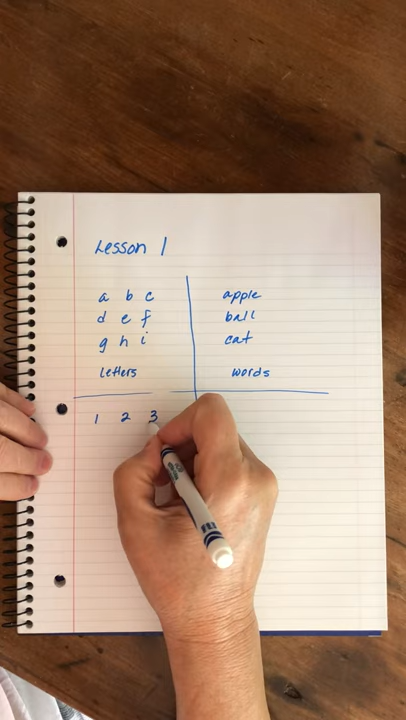 Lesson 1
a b c
d e f
g h i
letters
apple
ball
cat
words
1 2 3